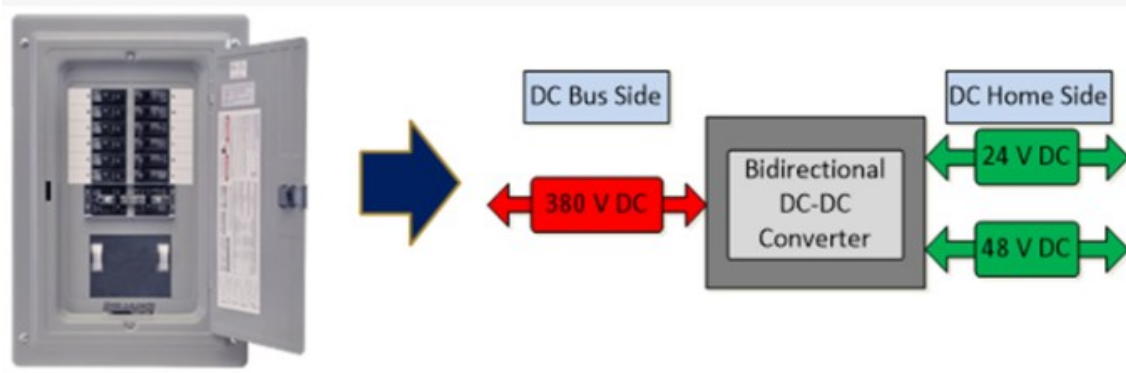 DC Bus Side
DC Home Side
380 V DC
Bidirectional
DC-DC
Converter
24 V DC
48 V DC